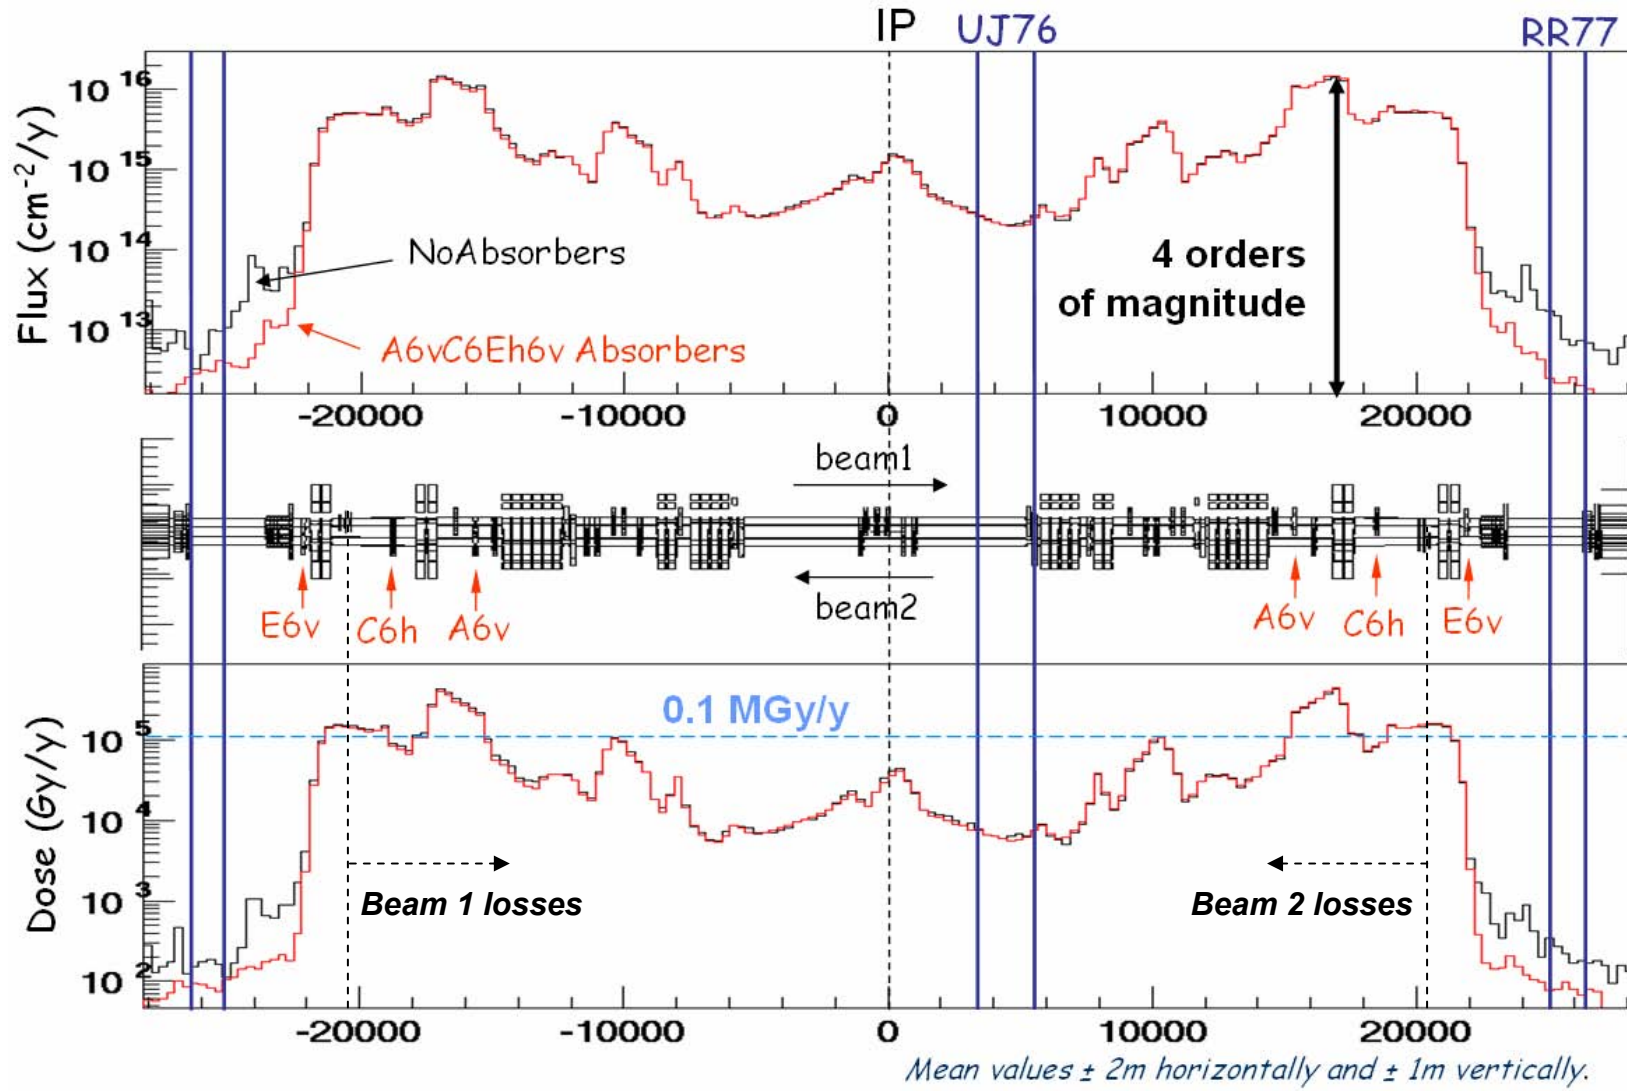 IP
UJ76
RR77
Flux (cm⁻²/y)
10 16
10 15
10 14
10 13
NoAbsorbers
A6vC6Eh6v Absorbers
4 orders
of magnitude
-20000
-10000
0
10000
20000
beam1
beam2
E6v
C6h
A6v
A6v
C6h
E6v
Dose (Gy/y)
10 5
10 4
10 3
10 2
0.1 MGy/y
Beam 1 losses
Beam 2 losses
-20000
-10000
0
10000
20000
Mean values ± 2m horizontally and ± 1m vertically.